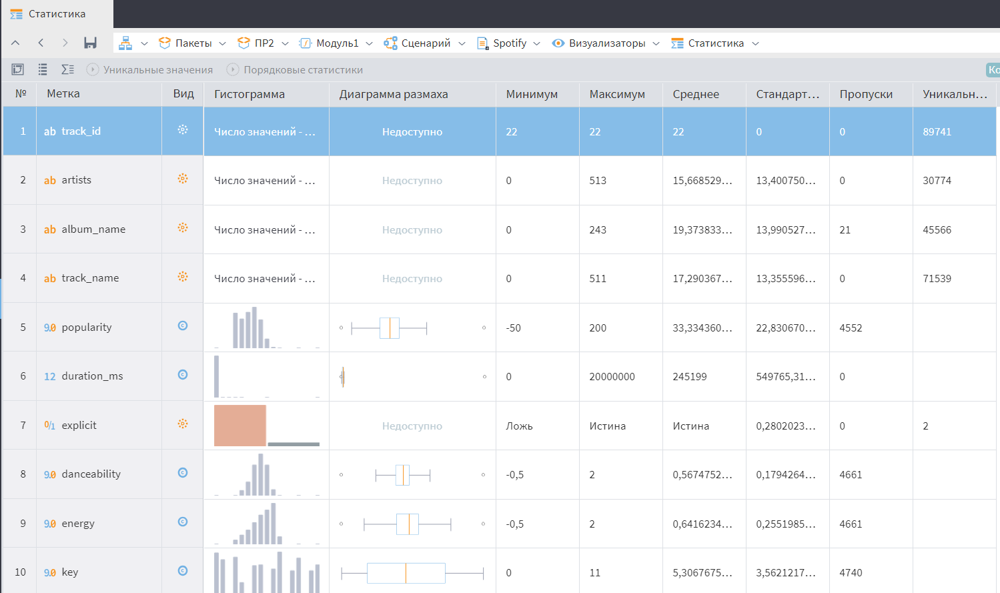 Статистика
Пакеты ПР2 Модуль1 Сценарий Spotify Визуализаторы Статистика
Уникальные значения Порядковые статистики Ко
№ Метка Вид Гистограмма Диаграмма размаха Минимум Максимум Среднее Стандарт... Пропуски Уникальн...
1 ab track_id Число значений - ... Недоступно 22 22 22 0 0 89741
2 ab artists Число значений - ... Недоступно 0 513 15,668529... 13,400750... 0 30774
3 ab album_name Число значений - ... Недоступно 0 243 19,373833... 13,990527... 21 45566
4 ab track_name Число значений - ... Недоступно 0 511 17,290367... 13,355596... 0 71539
5 9.0 popularity -50 200 33,334360... 22,830670... 4552
6 12 duration_ms 0 20000000 245199 549765,31... 0
7 0/1 explicit Недоступно Ложь Истина Истина 0,2802023... 0 2
8 9.0 danceability -0,5 2 0,5674752... 0,1794264... 4661
9 9.0 energy -0,5 2 0,6416234... 0,2551985... 4661
10 9.0 key 0 11 5,3067675... 3,5621217... 4740